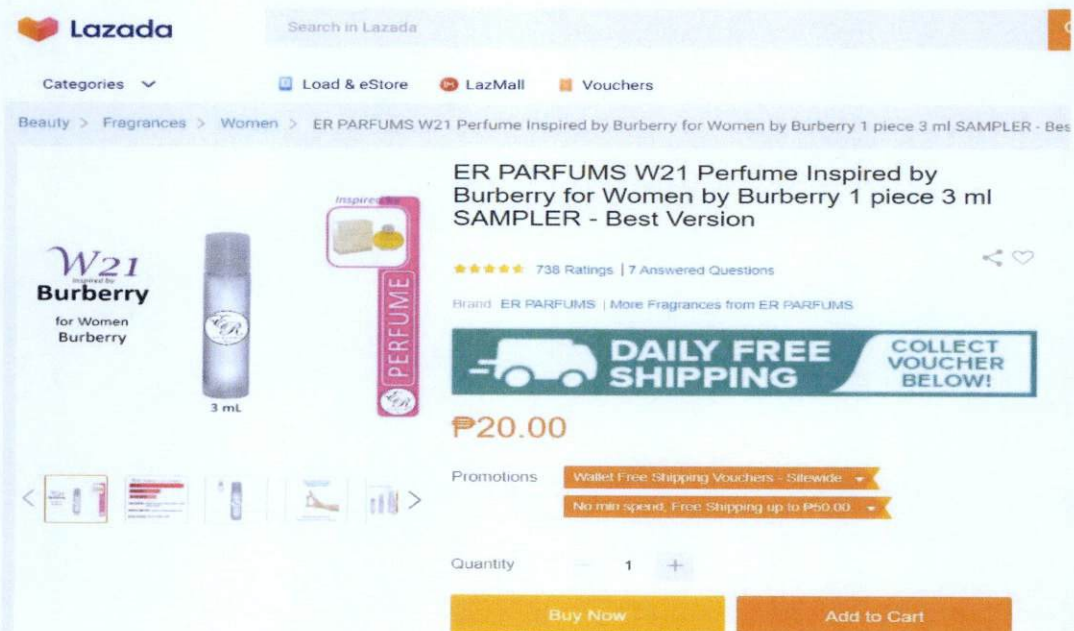 Lazada
Search in Lazada
Categories
Load & eStore
LazMall
Vouchers
Beauty > Fragrances > Women > ER PARFUMS W21 Perfume Inspired by Burberry for Women by Burberry 1 piece 3 ml SAMPLER - Bes
W21
Inspired by
Burberry
for Women
Burberry
3 mL
Inspired by
PERFUME
ER
ER PARFUMS W21 Perfume Inspired by
Burberry for Women by Burberry 1 piece 3 ml
SAMPLER - Best Version
738 Ratings | 7 Answered Questions
Brand ER PARFUMS | More Fragrances from ER PARFUMS
DAILY FREE
SHIPPING
COLLECT
VOUCHER
BELOW!
₱20.00
Promotions
Wallet Free Shipping Vouchers - Sitewide
No min spend, Free Shipping up to ₱50.00
Quantity
1
Buy Now
Add to Cart